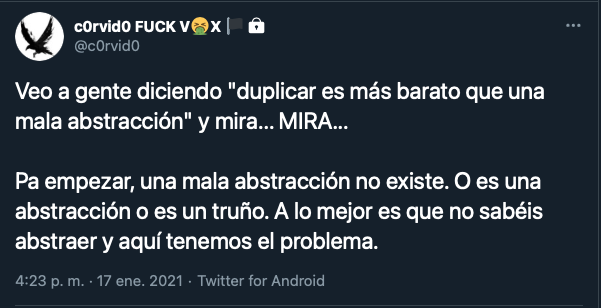 c0rvid0 FUCK V🤮X 🏴 🔒
@c0rvid0
Veo a gente diciendo "duplicar es más barato que una
mala abstracción" y mira... MIRA...
Pa empezar, una mala abstracción no existe. O es una
abstracción o es un truño. A lo mejor es que no sabéis
abstraer y aquí tenemos el problema.
4:23 p. m. · 17 ene. 2021 · Twitter for Android